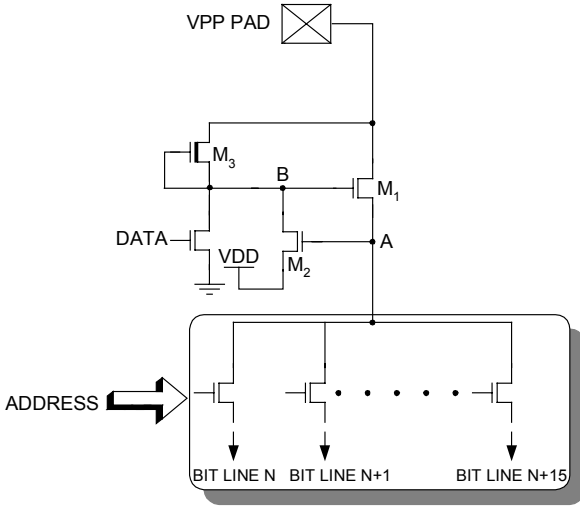 VPP PAD
M3
B
M1
DATA
VDD
M2
A
ADDRESS
BIT LINE N
BIT LINE N+1
BIT LINE N+15